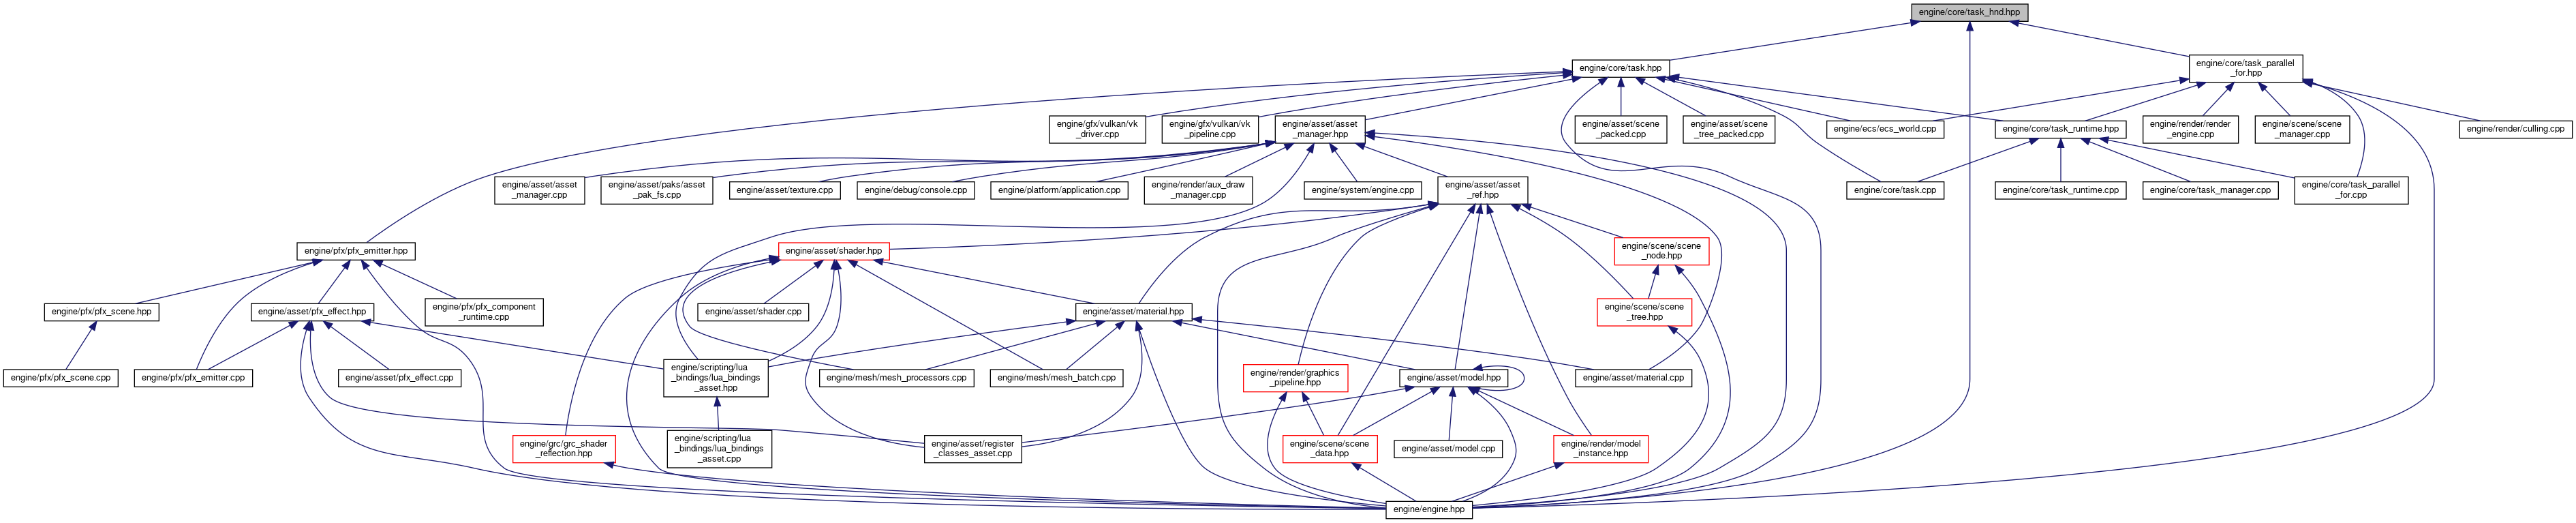 engine/core/task_hnd.hpp
engine/core/task.hpp
engine/core/task_parallel
_for.hpp
engine/gfx/vulkan/vk
_driver.cpp
engine/gfx/vulkan/vk
_pipeline.cpp
engine/asset/asset
_manager.hpp
engine/asset/scene
_packed.cpp
engine/asset/scene
_tree_packed.cpp
engine/ecs/ecs_world.cpp
engine/core/task_runtime.hpp
engine/render/render
_engine.cpp
engine/scene/scene
_manager.cpp
engine/render/culling.cpp
engine/asset/asset
_manager.cpp
engine/asset/paks/asset
_pak_fs.cpp
engine/asset/texture.cpp
engine/debug/console.cpp
engine/platform/application.cpp
engine/render/aux_draw
_manager.cpp
engine/system/engine.cpp
engine/asset/asset
_ref.hpp
engine/core/task.cpp
engine/core/task_runtime.cpp
engine/core/task_manager.cpp
engine/core/task_parallel
_for.cpp
engine/pfx/pfx_emitter.hpp
engine/asset/shader.hpp
engine/scene/scene
_node.hpp
engine/pfx/pfx_scene.hpp
engine/asset/pfx_effect.hpp
engine/pfx/pfx_component
_runtime.cpp
engine/asset/shader.cpp
engine/asset/material.hpp
engine/scene/scene
_tree.hpp
engine/pfx/pfx_scene.cpp
engine/pfx/pfx_emitter.cpp
engine/asset/pfx_effect.cpp
engine/scripting/lua
_bindings/lua_bindings
_asset.hpp
engine/mesh/mesh_processors.cpp
engine/mesh/mesh_batch.cpp
engine/render/graphics
_pipeline.hpp
engine/asset/model.hpp
engine/asset/material.cpp
engine/grc/grc_shader
_reflection.hpp
engine/scripting/lua
_bindings/lua_bindings
_asset.cpp
engine/asset/register
_classes_asset.cpp
engine/scene/scene
_data.hpp
engine/asset/model.cpp
engine/render/model
_instance.hpp
engine/engine.hpp